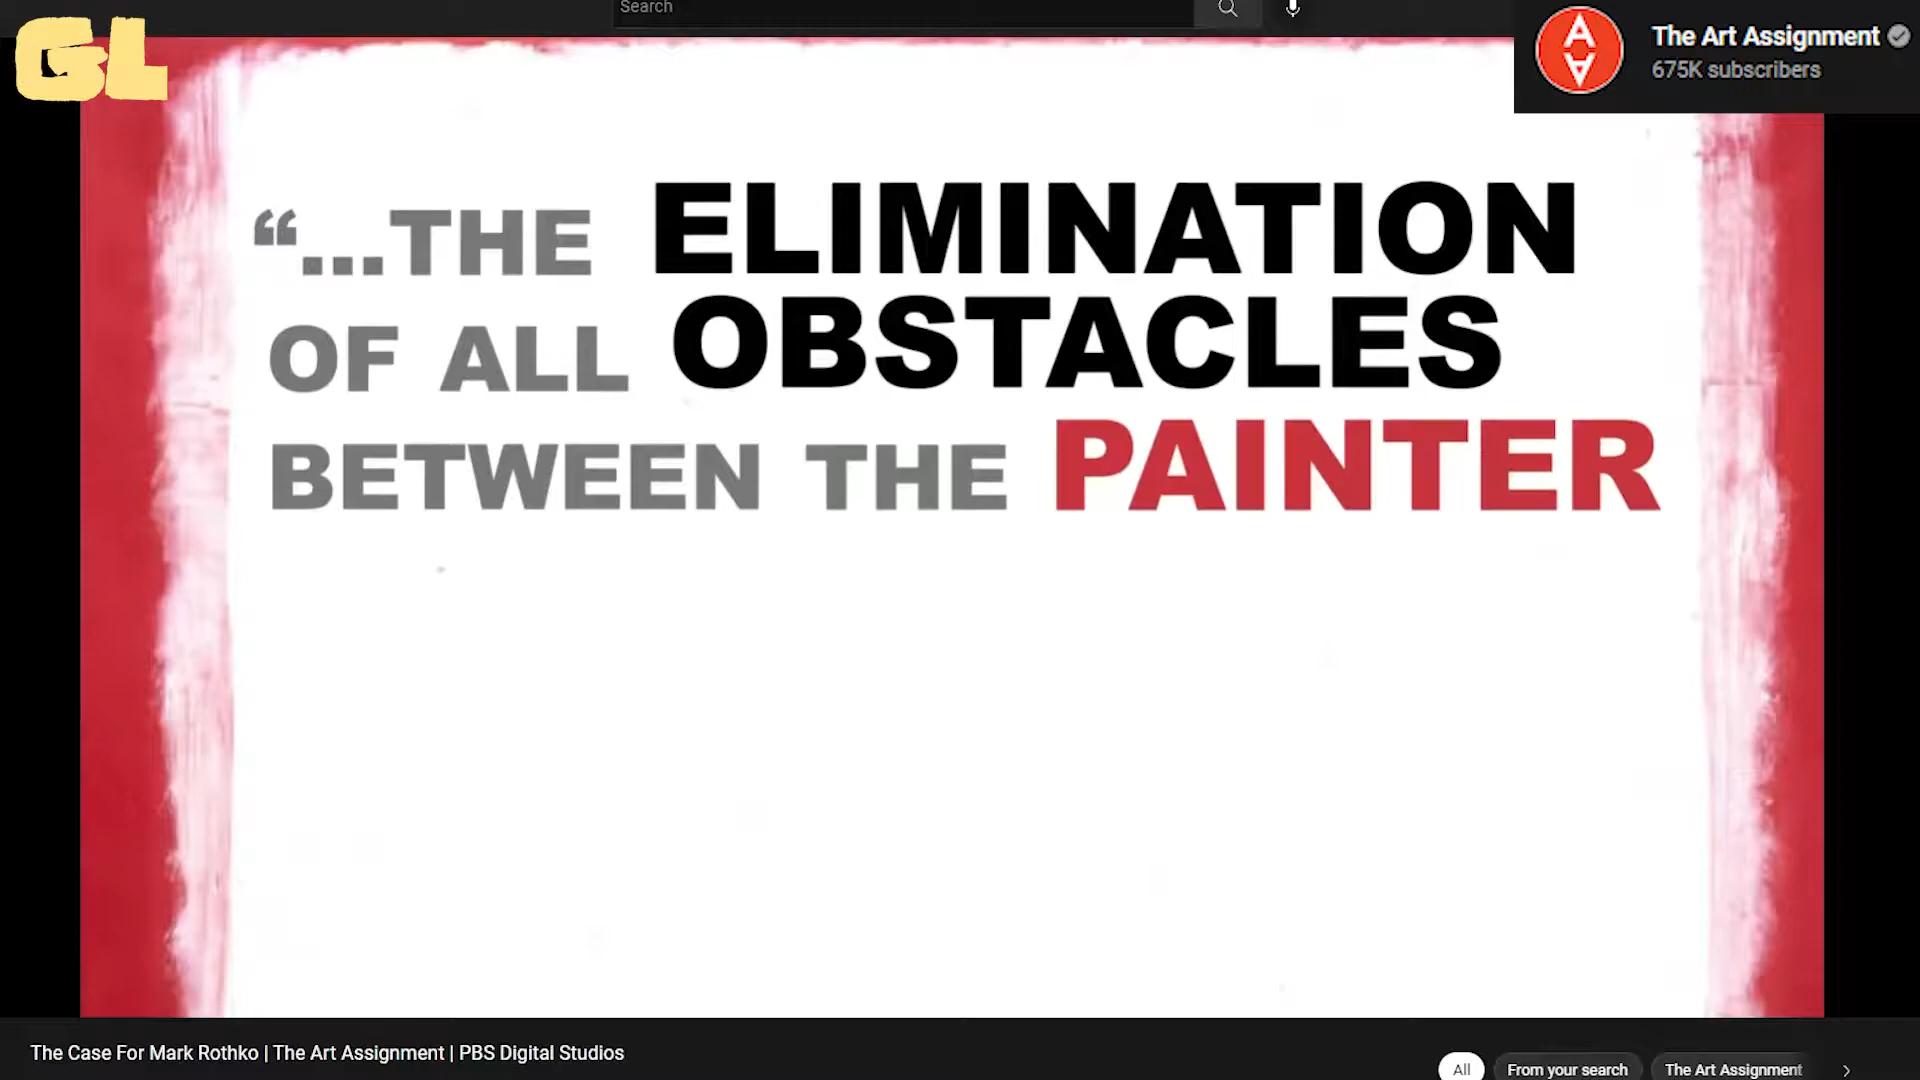 Search
GL
The Art Assignment
675K subscribers
“...THE ELIMINATION
OF ALL OBSTACLES
BETWEEN THE PAINTER
The Case For Mark Rothko | The Art Assignment | PBS Digital Studios
All
From your search
The Art Assignment